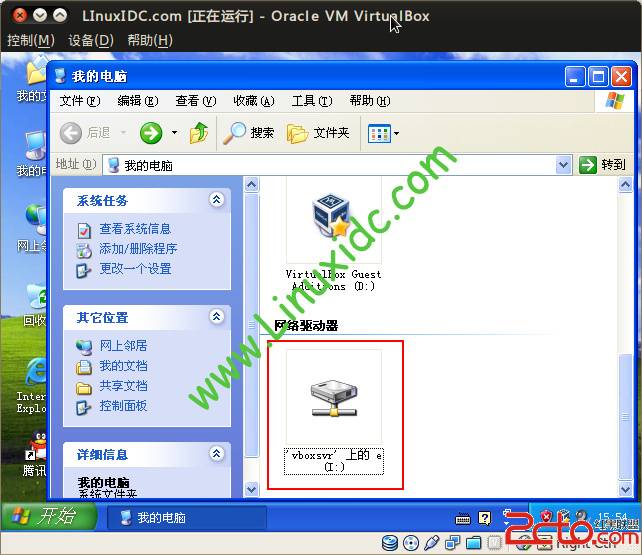 LInuxIDC.com [正在运行] - Oracle VM VirtualBox
控制(M) 设备(D) 帮助(H)
我的文
我的电
网上邻
回收
Inter
Explo
腾讯
我的电脑
文件(F) 编辑(E) 查看(V) 收藏(A) 工具(T) 帮助(H)
后退 搜索 文件夹
地址(D) 我的电脑 转到
系统任务
查看系统信息
添加/删除程序
更改一个设置
其它位置
网上邻居
我的文档
共享文档
控制面板
详细信息
我的电脑
系统文件夹
VirtualBox Guest
Additions (D:)
网络驱动器
'vboxsvr' 上的 e
(I:)
www.Linuxidc.com
开始 我的电脑 15:54
2cto.com
Right Ctrl